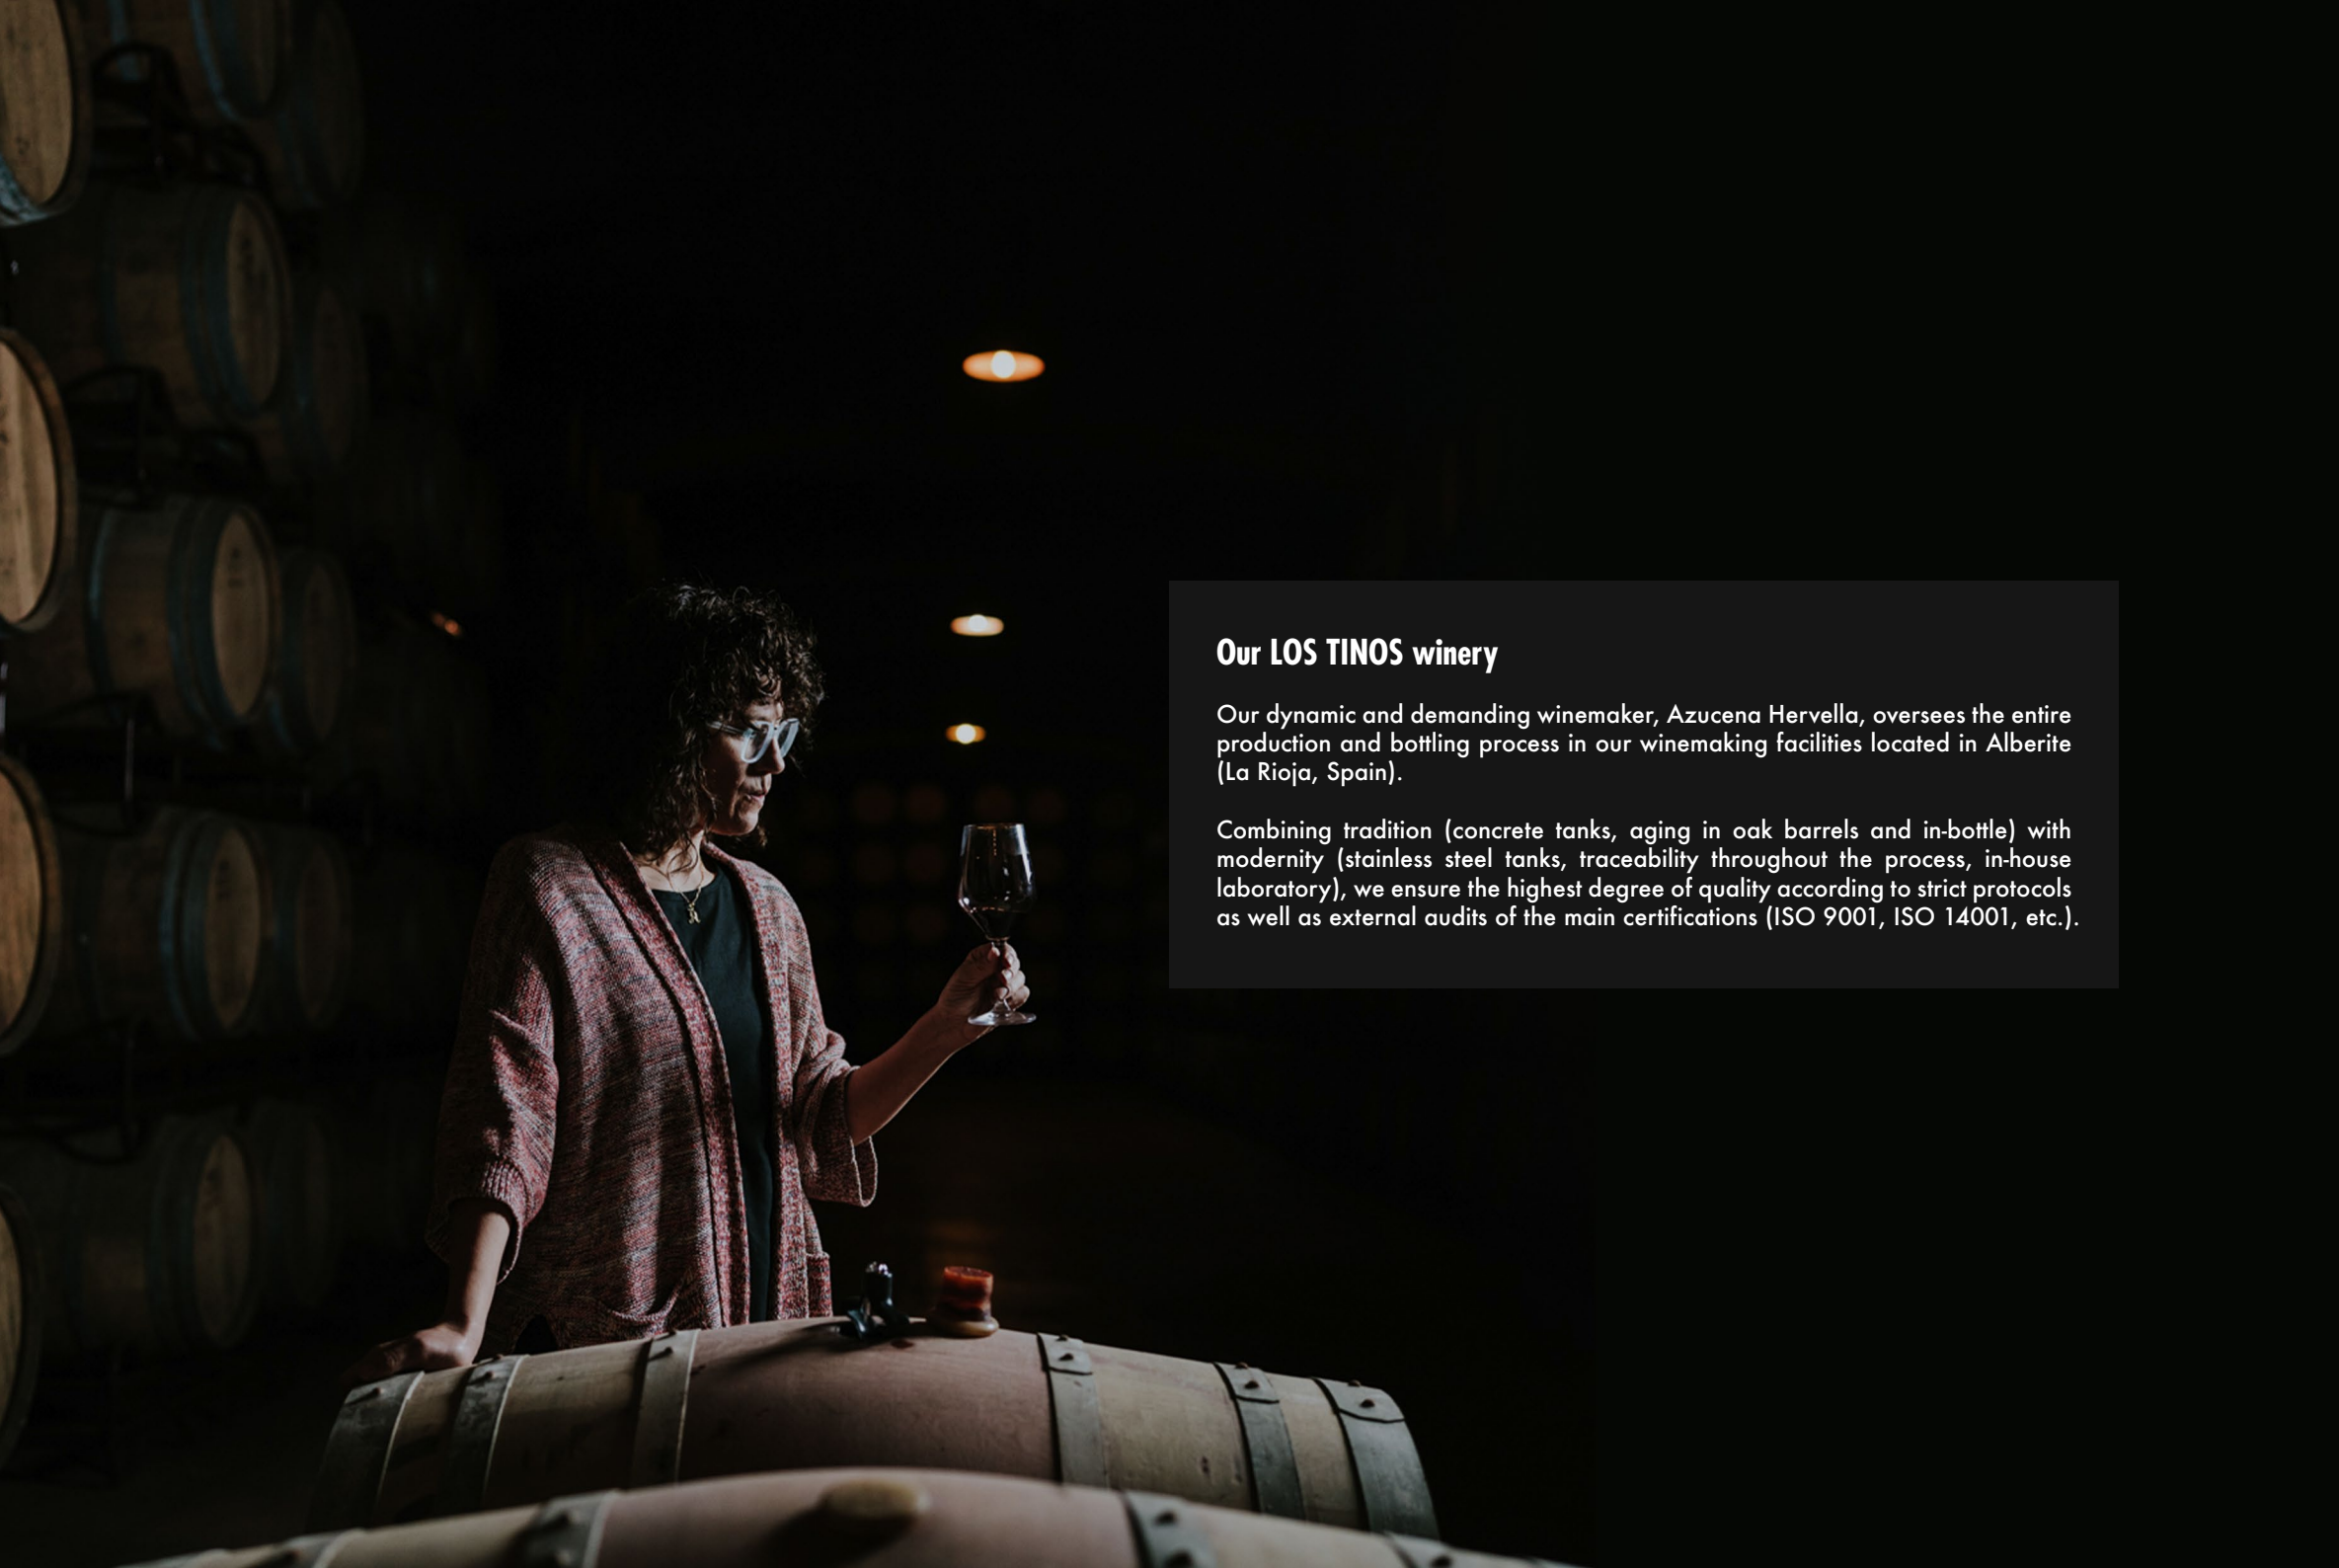 Our LOS TINOS winery
Our dynamic and demanding winemaker, Azucena Hervella, oversees the entire
production and bottling process in our winemaking facilities located in Alberite
(La Rioja, Spain).
Combining tradition (concrete tanks, aging in oak barrels and in-bottle) with
modernity (stainless steel tanks, traceability throughout the process, in-house
laboratory), we ensure the highest degree of quality according to strict protocols
as well as external audits of the main certifications (ISO 9001, ISO 14001, etc.).